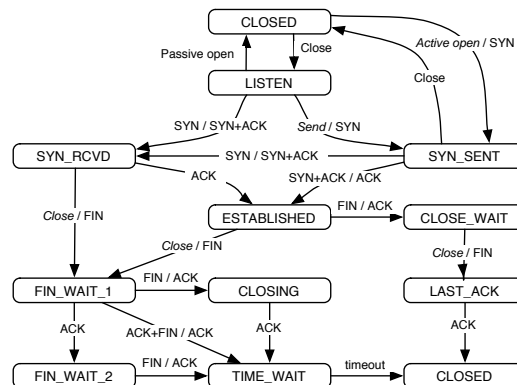 CLOSED
Active open / SYN
Passive open
Close
Close
LISTEN
SYN / SYN+ACK
Send / SYN
SYN_RCVD
SYN / SYN+ACK
SYN_SENT
ACK
SYN+ACK / ACK
Close / FIN
ESTABLISHED
FIN / ACK
CLOSE_WAIT
Close / FIN
Close / FIN
FIN_WAIT_1
FIN / ACK
CLOSING
LAST_ACK
ACK
ACK+FIN / ACK
ACK
ACK
FIN_WAIT_2
FIN / ACK
TIME_WAIT
timeout
CLOSED